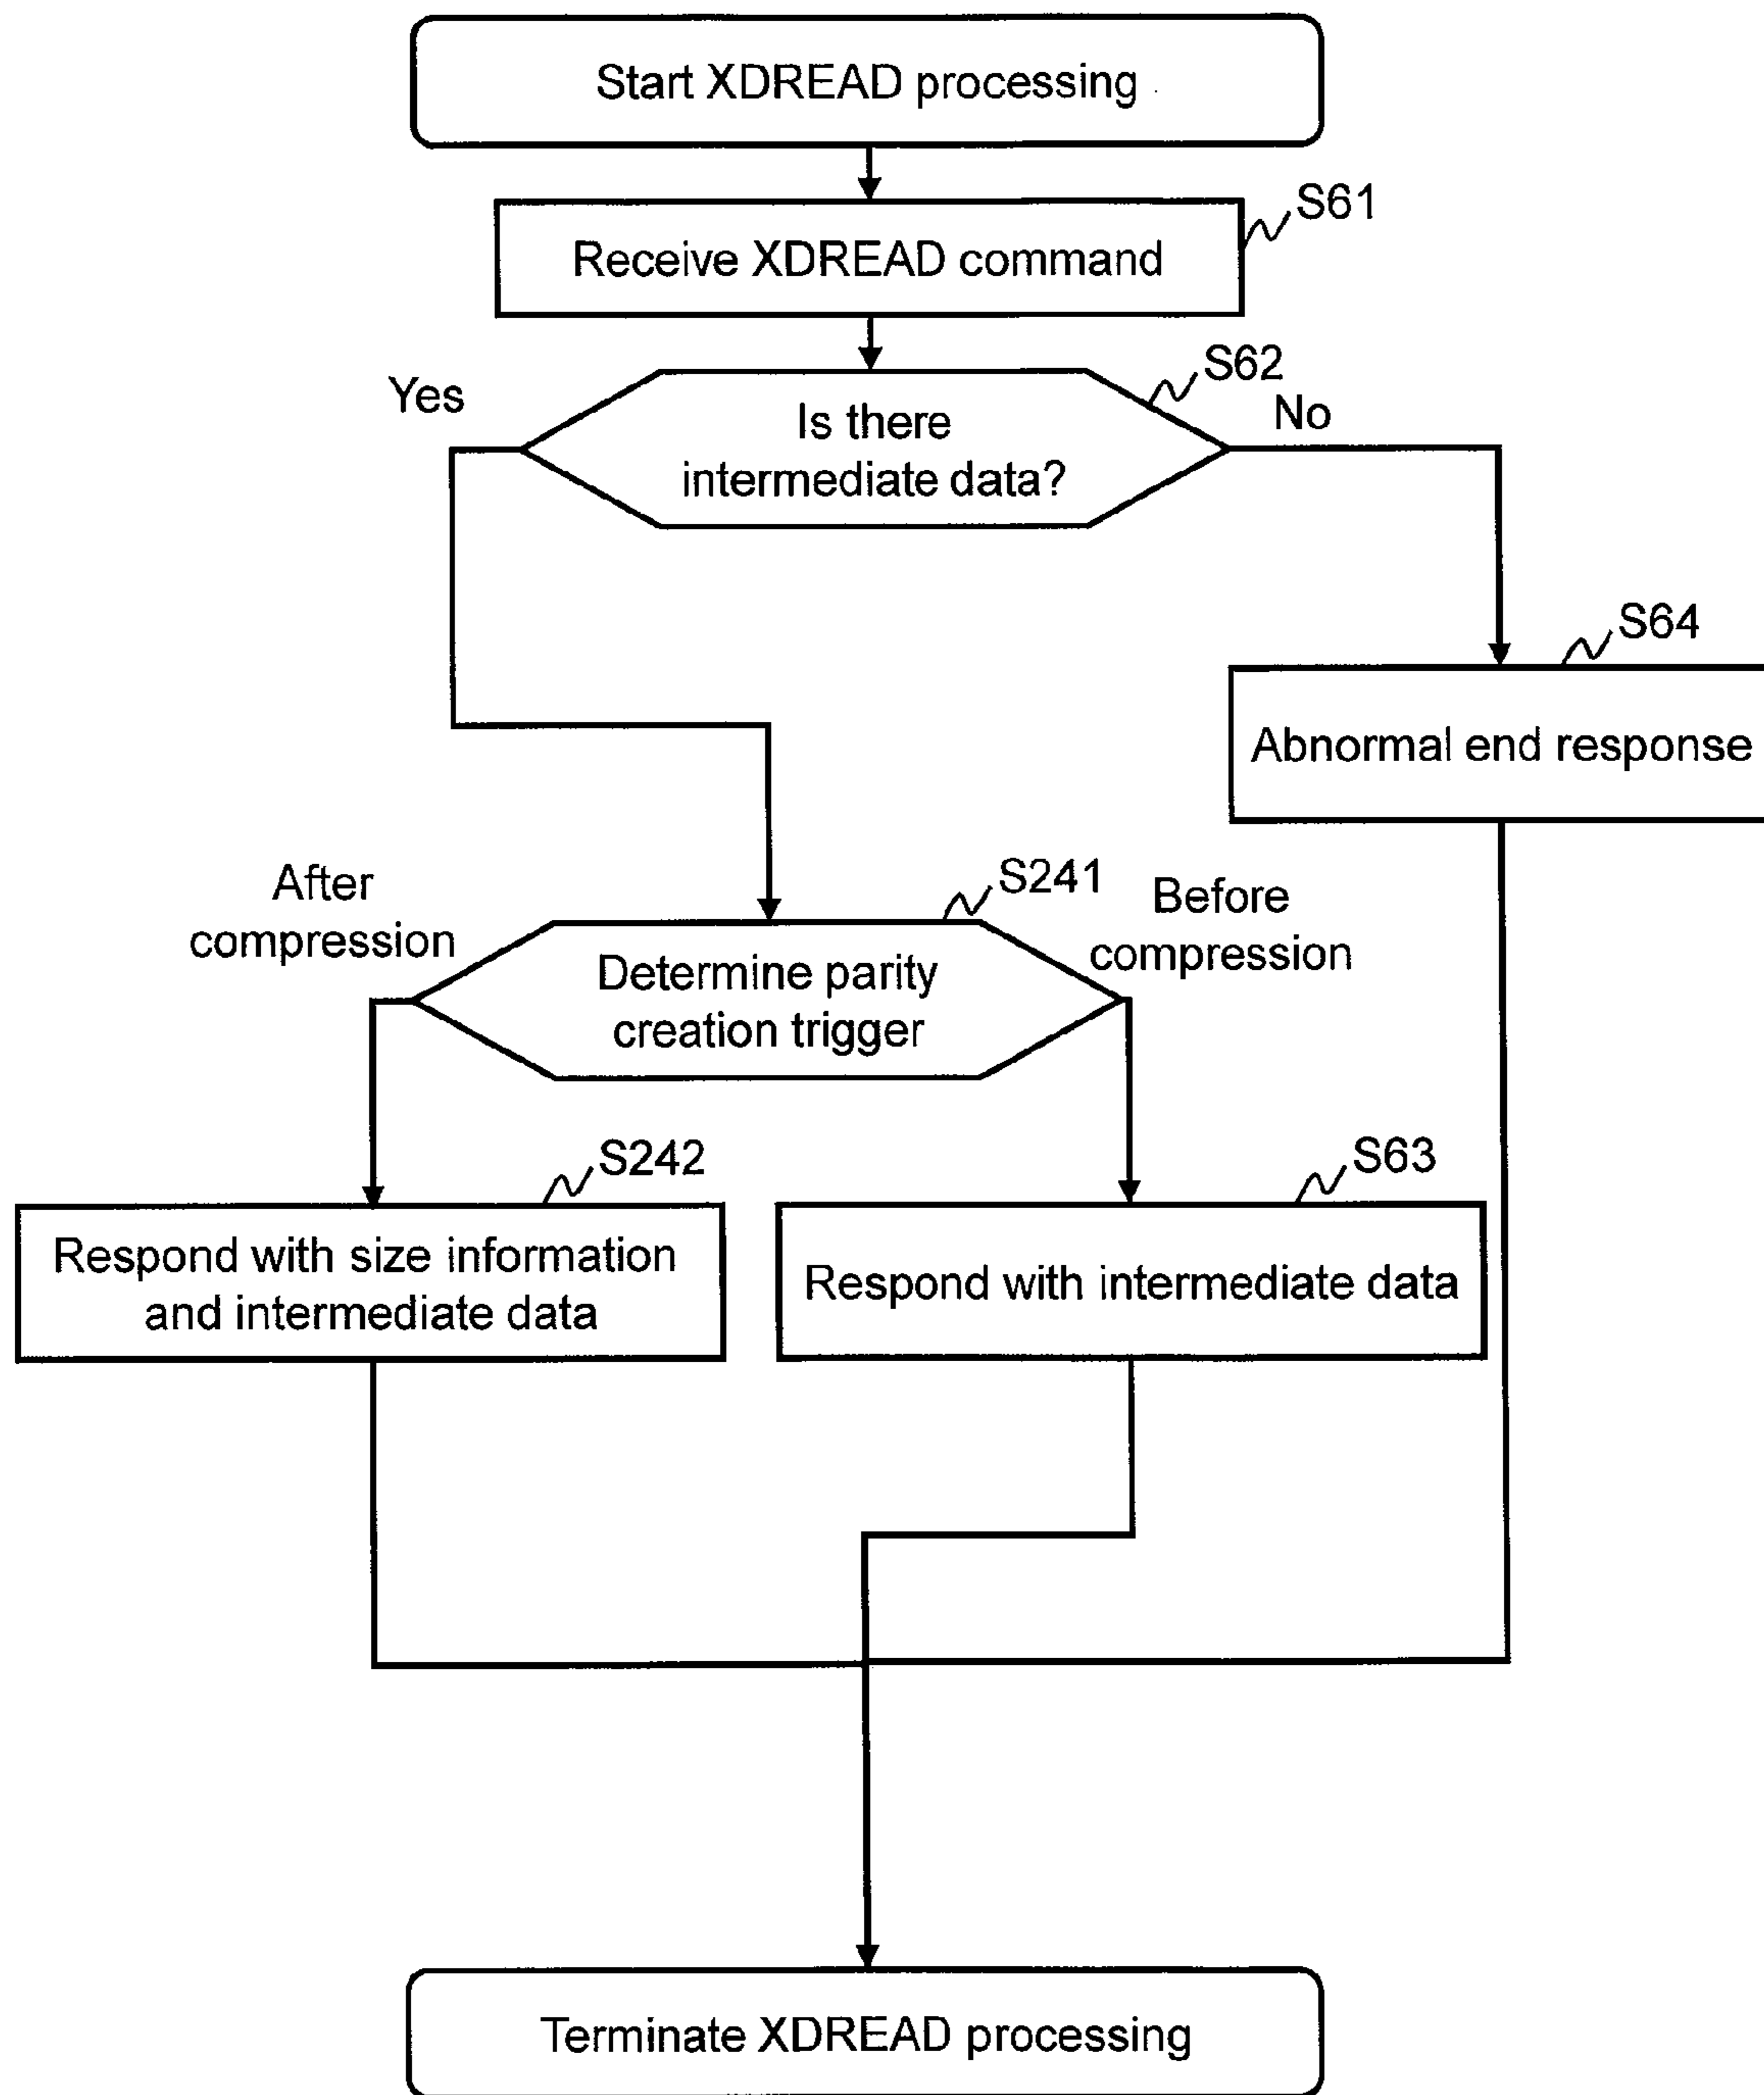 Start XDREAD processing
S61
Receive XDREAD command
S62
Yes
No
Is there
intermediate data?
S64
Abnormal end response
S241
After
compression
Before
compression
Determine parity
creation trigger
S242
S63
Respond with size information
and intermediate data
Respond with intermediate data
Terminate XDREAD processing